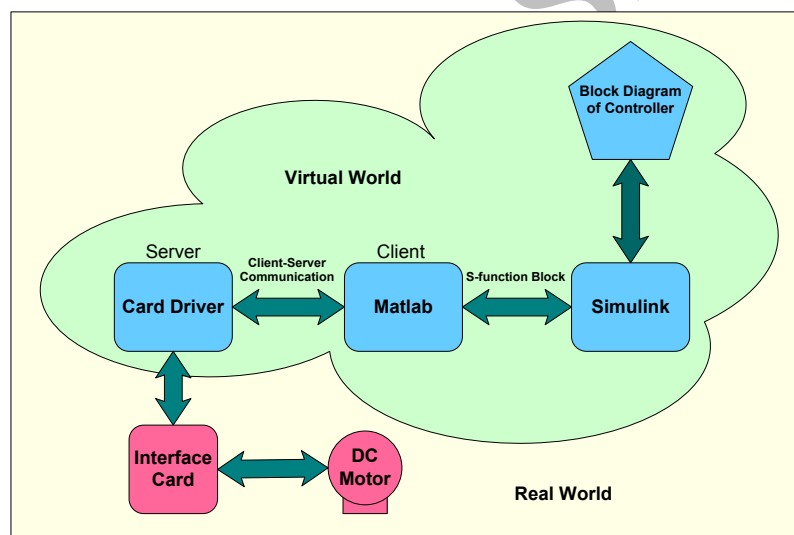 Block Diagram
of Controller
Virtual World
Server
Client-Server
Communication
Client
S-function Block
Card Driver
Matlab
Simulink
Interface
Card
DC
Motor
Real World